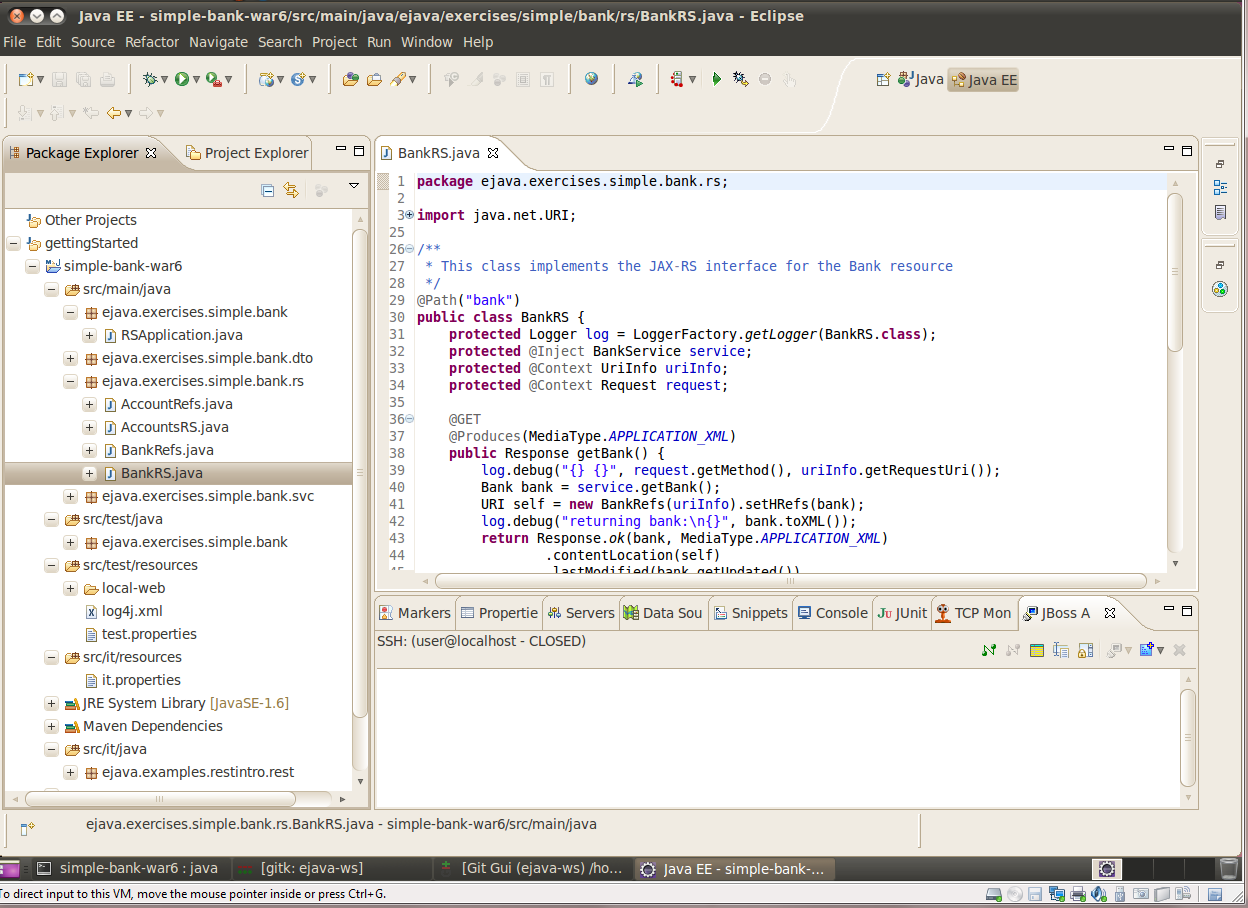 Java EE - simple-bank-war6/src/main/java/ejava/exercises/simple/bank/rs/BankRS.java - Eclipse
File Edit Source Refactor Navigate Search Project Run Window Help
Java Java EE
Package Explorer Project Explorer
Other Projects
gettingStarted
simple-bank-war6
src/main/java
ejava.exercises.simple.bank
RSApplication.java
ejava.exercises.simple.bank.dto
ejava.exercises.simple.bank.rs
AccountRefs.java
AccountsRS.java
BankRefs.java
BankRS.java
ejava.exercises.simple.bank.svc
src/test/java
ejava.exercises.simple.bank
src/test/resources
local-web
log4j.xml
test.properties
src/it/resources
it.properties
JRE System Library [JavaSE-1.6]
Maven Dependencies
src/it/java
ejava.examples.restintro.rest
BankRS.java
1 package ejava.exercises.simple.bank.rs;
2
3 import java.net.URI;
25
26 /**
27 * This class implements the JAX-RS interface for the Bank resource
28 */
29 @Path("bank")
30 public class BankRS {
31 protected Logger log = LoggerFactory.getLogger(BankRS.class);
32 protected @Inject BankService service;
33 protected @Context UriInfo uriInfo;
34 protected @Context Request request;
35
36 @GET
37 @Produces(MediaType.APPLICATION_XML)
38 public Response getBank() {
39 log.debug("{} {}", request.getMethod(), uriInfo.getRequestUri());
40 Bank bank = service.getBank();
41 URI self = new BankRefs(uriInfo).setHRefs(bank);
42 log.debug("returning bank:\n{}", bank.toXML());
43 return Response.ok(bank, MediaType.APPLICATION_XML)
44 .contentLocation(self)
45 .lastModified(bank.getUpdated())
Markers Propertie Servers Data Sou Snippets Console JUnit TCP Mon JBoss A
SSH: (user@localhost - CLOSED)
ejava.exercises.simple.bank.rs.BankRS.java - simple-bank-war6/src/main/java
simple-bank-war6 : java [gitk: ejava-ws] [Git Gui (ejava-ws) /ho... Java EE - simple-bank-...
To direct input to this VM, move the mouse pointer inside or press Ctrl+G.